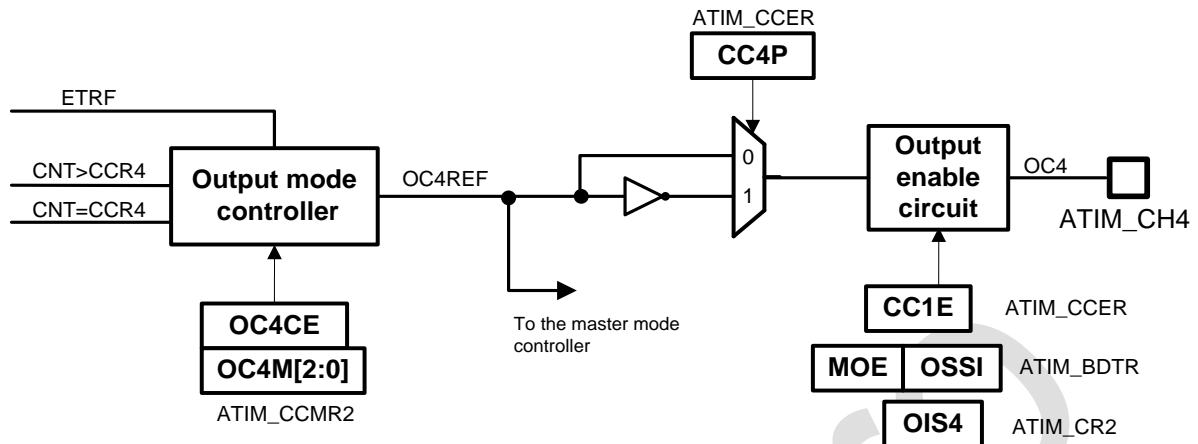 ATIM_CCER
CC4P
ETRF
CNT>CCR4
CNT=CCR4
Output mode
controller
OC4REF
0
1
Output
enable
circuit
OC4
ATIM_CH4
OC4CE
OC4M[2:0]
ATIM_CCMR2
To the master mode
controller
CC1E
ATIM_CCER
MOE
OSSI
ATIM_BDTR
OIS4
ATIM_CR2